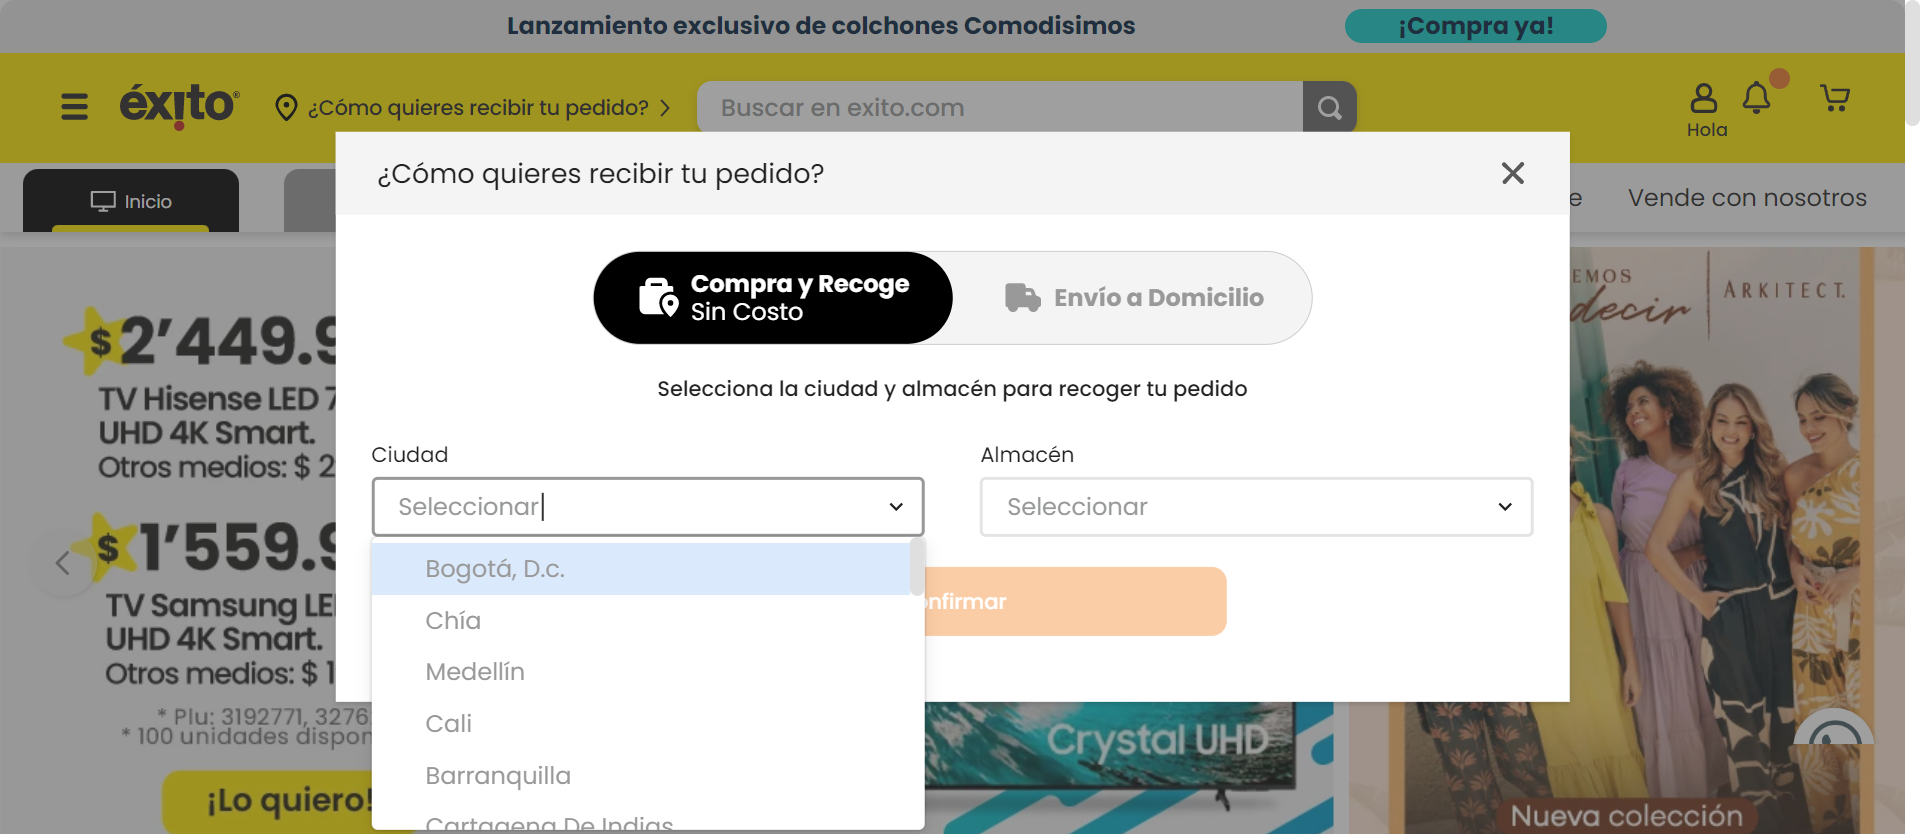 Lanzamiento exclusivo de colchones Comodisimos
¡Compra ya!
éxito
¿Cómo quieres recibir tu pedido?
Buscar en exito.com
Hola
Inicio
Vende con nosotros
¿Cómo quieres recibir tu pedido?
Compra y Recoge
Sin Costo
Envío a Domicilio
Selecciona la ciudad y almacén para recoger tu pedido
Ciudad
Almacén
Seleccionar
Seleccionar
Bogotá, D.c.
Chía
Medellín
Cali
Barranquilla
Cartagena De Indias
onfirmar
$2’449.9
TV Hisense LED 7
UHD 4K Smart.
Otros medios: $ 2
$1’559.9
TV Samsung LE
UHD 4K Smart.
Otros medios: $ 1
* Plu: 3192771, 3276
* 100 unidades dispon
¡Lo quiero!
Crystal UHD
EMOS
decir
ARKITECT.
Nueva colección